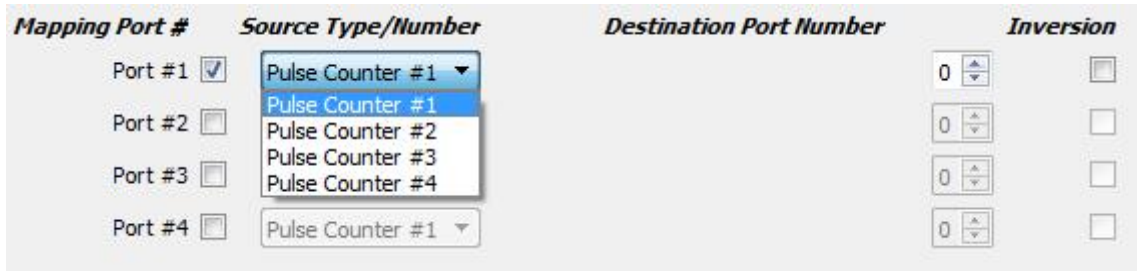 Mapping Port # Source Type/Number Destination Port Number Inversion
Port #1 Pulse Counter #1 0
Pulse Counter #1
Port #2 Pulse Counter #2 0
Pulse Counter #3
Port #3 Pulse Counter #4 0
Port #4 Pulse Counter #1 0